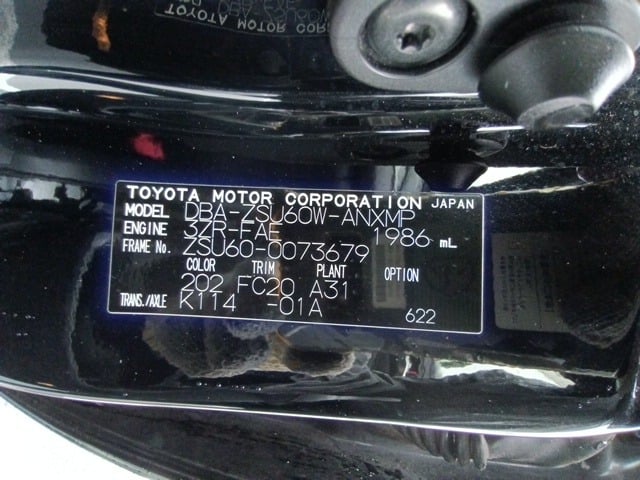 TOYOTA MOTOR CORPORATION JAPAN
MODEL DBA-ZSU60W-ANXMP
ENGINE 3ZR-FAE 1986 mL
FRAME No. ZSU60-0073679
COLOR TRIM PLANT OPTION
202 FC20 A31
TRANS./AXLE K114 -01A
622